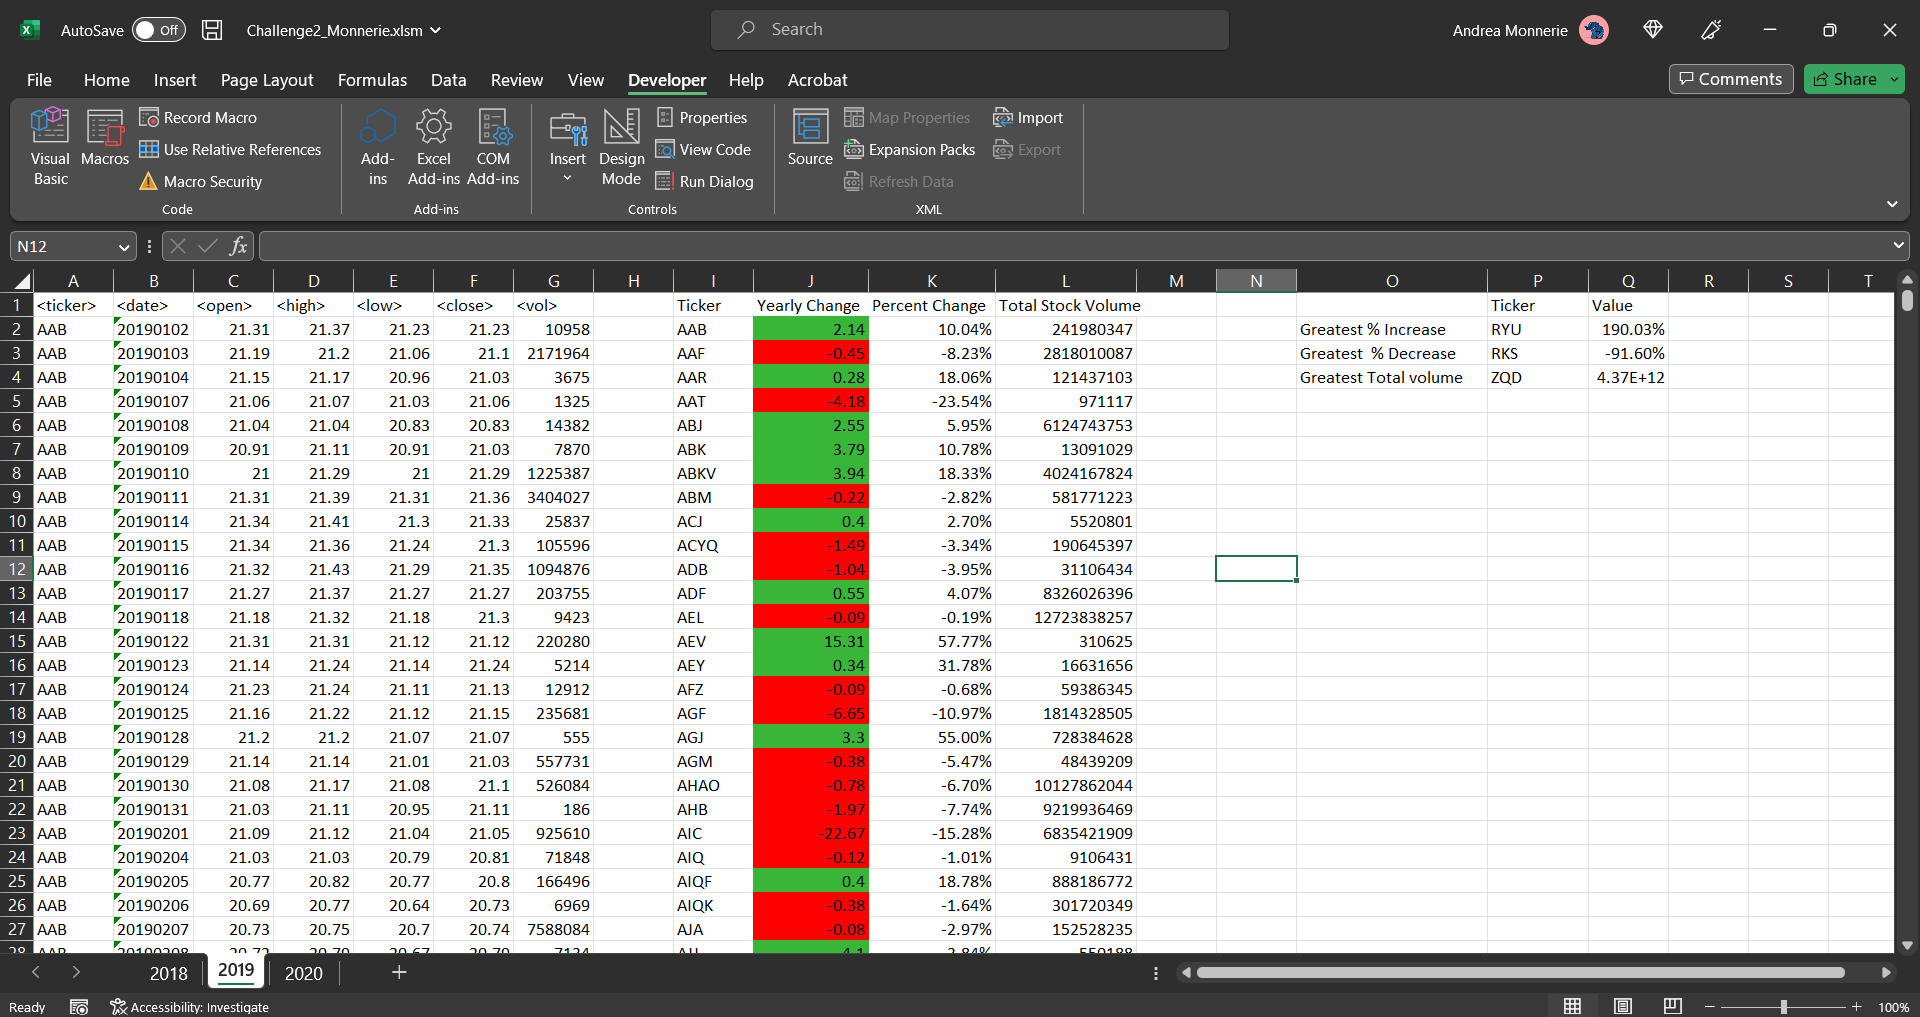 AutoSave Off Challenge2_Monnerie.xlsm Search Andrea Monnerie
File Home Insert Page Layout Formulas Data Review View Developer Help Acrobat Comments Share
Visual Basic
Macros
Record Macro
Use Relative References
Macro Security
Code
Add-ins
Excel Add-ins
COM Add-ins
Add-ins
Insert
Design Mode
Properties
View Code
Run Dialog
Controls
Source
Map Properties
Expansion Packs
Refresh Data
Import
Export
XML
N12 fx
A B C D E F G H I J K L M N O P Q R S T
1 <ticker> <date> <open> <high> <low> <close> <vol> Ticker Yearly Change Percent Change Total Stock Volume Ticker Value
2 AAB 20190102 21.31 21.37 21.23 21.23 10958 AAB 2.14 10.04% 241980347 Greatest % Increase RYU 190.03%
3 AAB 20190103 21.19 21.2 21.06 21.1 2171964 AAF -0.45 -8.23% 2818010087 Greatest  % Decrease RKS -91.60%
4 AAB 20190104 21.15 21.17 20.96 21.03 3675 AAR 0.28 18.06% 121437103 Greatest Total volume ZQD 4.37E+12
5 AAB 20190107 21.06 21.07 21.03 21.06 1325 AAT -4.18 -23.54% 971117
6 AAB 20190108 21.04 21.04 20.83 20.83 14382 ABJ 2.55 5.95% 6124743753
7 AAB 20190109 20.91 21.11 20.91 21.03 7870 ABK 3.79 10.78% 13091029
8 AAB 20190110 21 21.29 21 21.29 1225387 ABKV 3.94 18.33% 4024167824
9 AAB 20190111 21.31 21.39 21.31 21.36 3404027 ABM -0.22 -2.82% 581771223
10 AAB 20190114 21.34 21.41 21.3 21.33 25837 ACJ 0.4 2.70% 5520801
11 AAB 20190115 21.34 21.36 21.24 21.3 105596 ACYQ -1.49 -3.34% 190645397
12 AAB 20190116 21.32 21.43 21.29 21.35 1094876 ADB -1.04 -3.95% 31106434
13 AAB 20190117 21.27 21.37 21.27 21.27 203755 ADF 0.55 4.07% 8326026396
14 AAB 20190118 21.18 21.32 21.18 21.3 9423 AEL -0.09 -0.19% 12723838257
15 AAB 20190122 21.31 21.31 21.12 21.12 220280 AEV 15.31 57.77% 310625
16 AAB 20190123 21.14 21.24 21.14 21.24 5214 AEY 0.34 31.78% 16631656
17 AAB 20190124 21.23 21.24 21.11 21.13 12912 AFZ -0.09 -0.68% 59386345
18 AAB 20190125 21.16 21.22 21.12 21.15 235681 AGF -6.65 -10.97% 1814328505
19 AAB 20190128 21.2 21.2 21.07 21.07 555 AGJ 3.3 55.00% 728384628
20 AAB 20190129 21.14 21.14 21.01 21.03 557731 AGM -0.38 -5.47% 48439209
21 AAB 20190130 21.08 21.17 21.08 21.1 526084 AHAO -0.78 -6.70% 10127862044
22 AAB 20190131 21.03 21.11 20.95 21.11 186 AHB -1.97 -7.74% 9219936469
23 AAB 20190201 21.09 21.12 21.04 21.05 925610 AIC -22.67 -15.28% 6835421909
24 AAB 20190204 21.03 21.03 20.79 20.81 71848 AIQ -0.12 -1.01% 9106431
25 AAB 20190205 20.77 20.82 20.77 20.8 166496 AIQF 0.4 18.78% 888186772
26 AAB 20190206 20.69 20.77 20.64 20.73 6969 AIQK -0.38 -1.64% 301720349
27 AAB 20190207 20.73 20.75 20.7 20.74 7588084 AJA -0.08 -2.97% 152528235
28 AAB 20190208
2018 2019 2020
Ready Accessibility: Investigate 100%